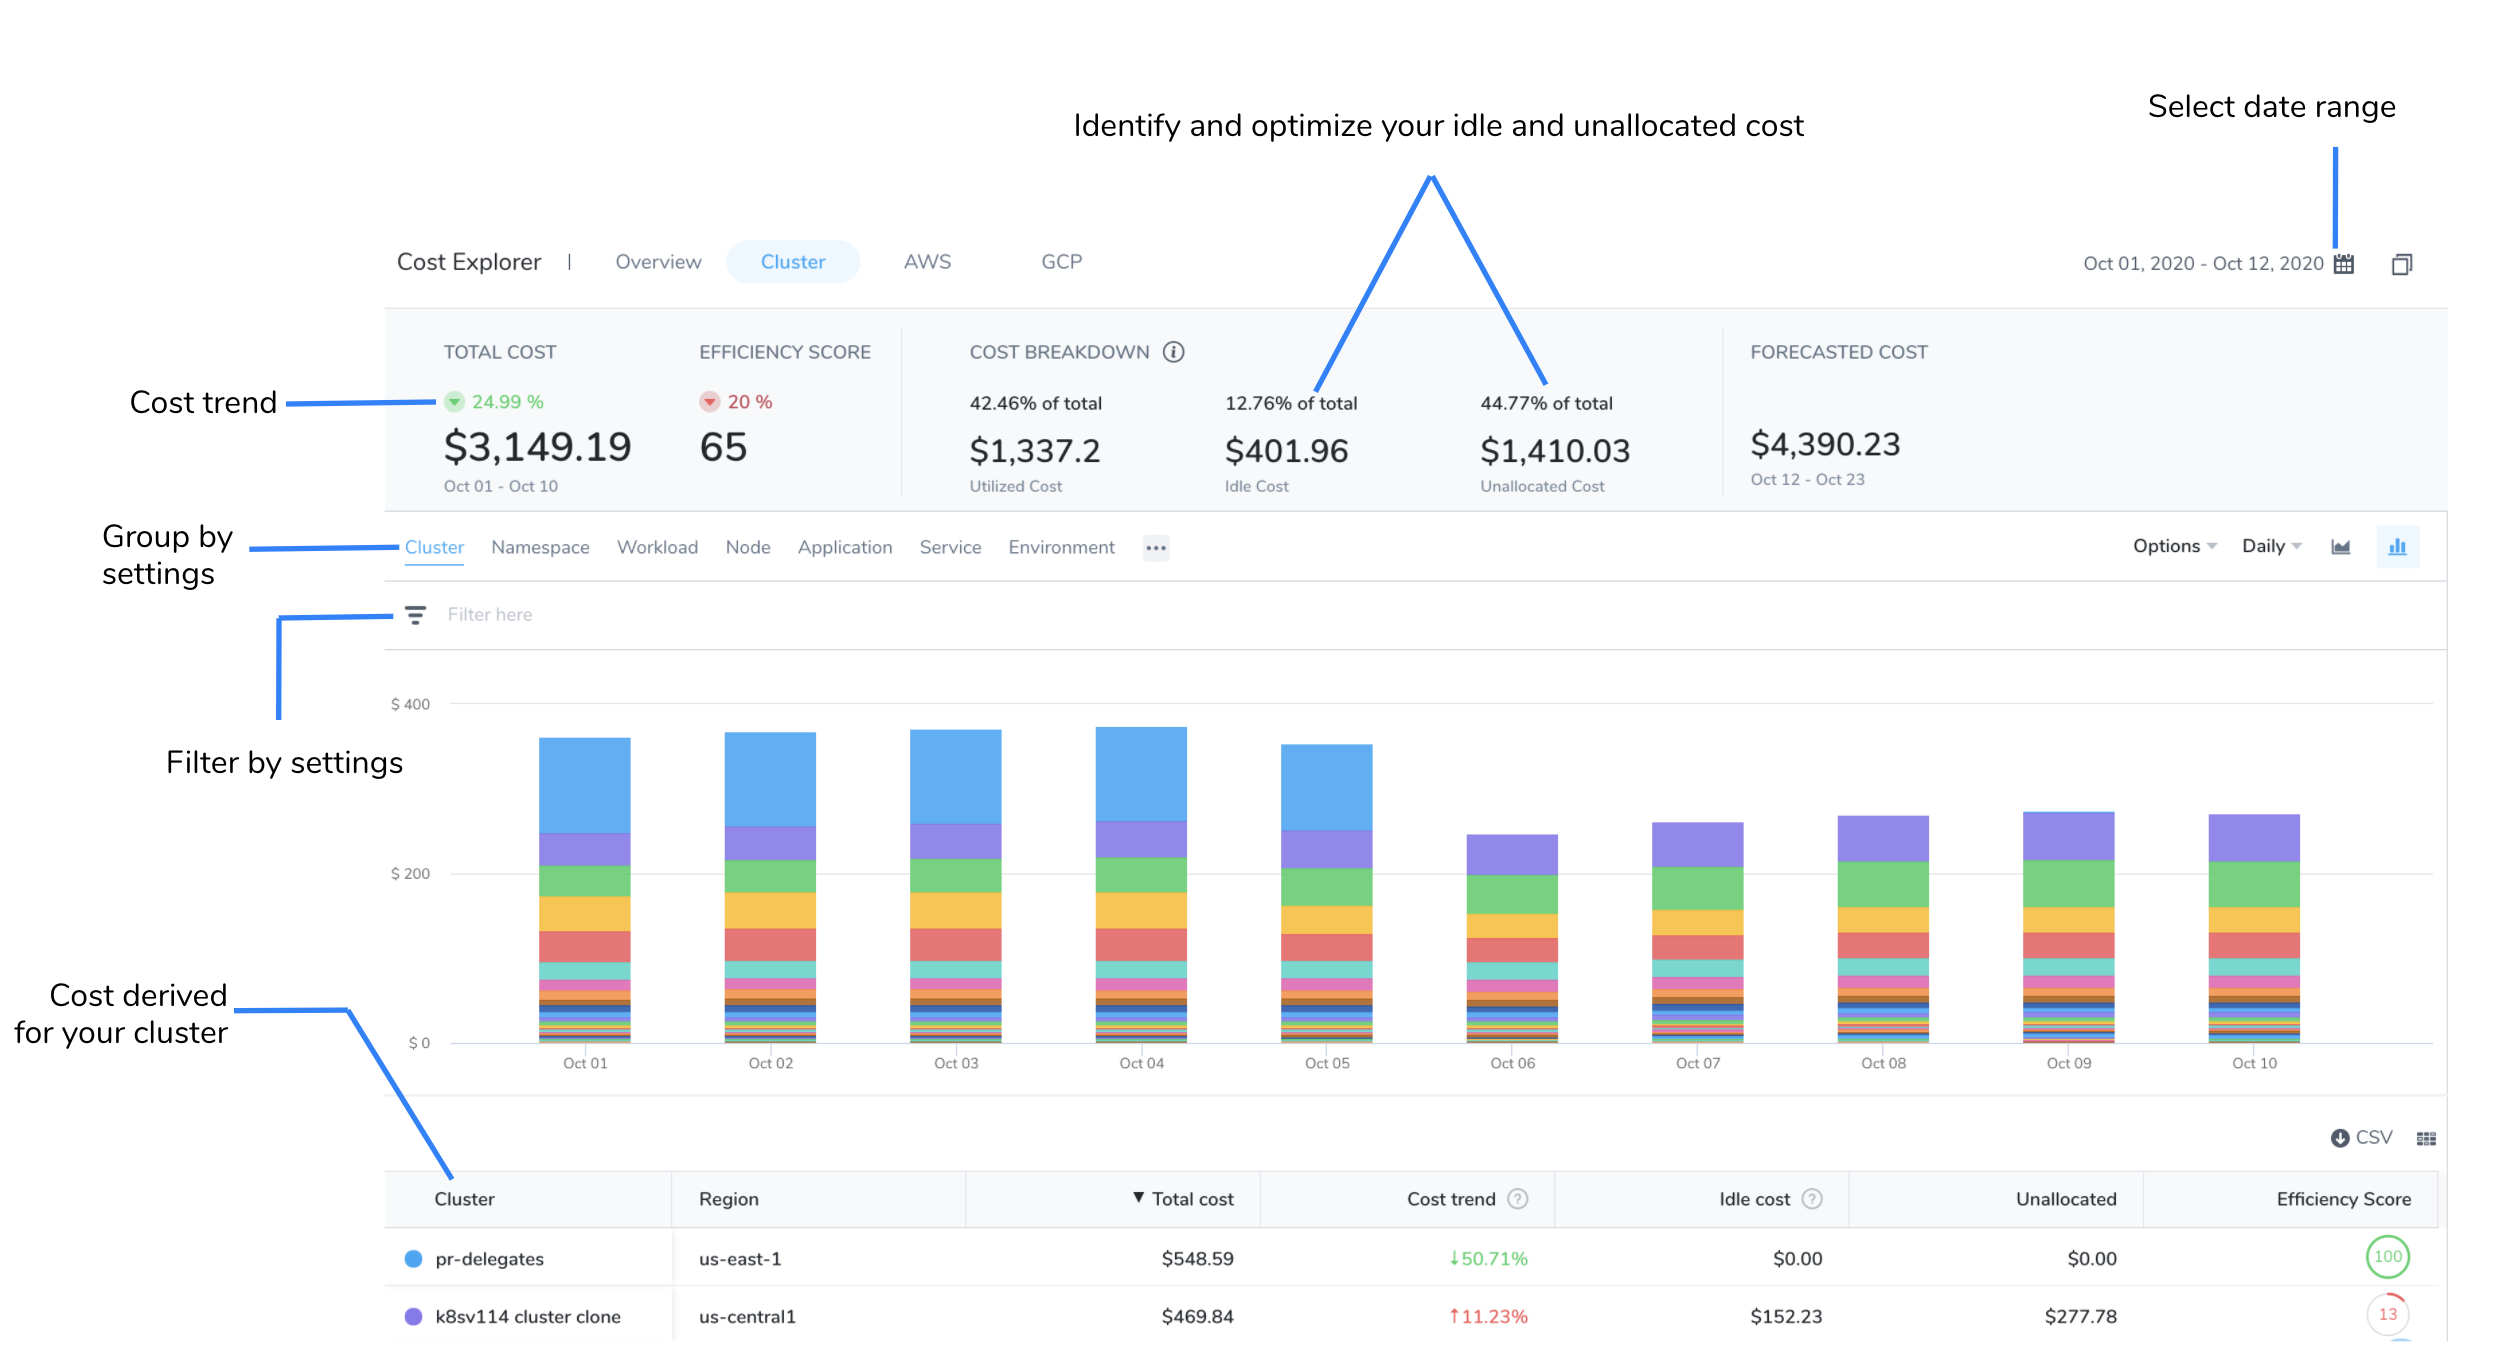 Select date range
Identify and optimize your idle and unallocated cost
Cost Explorer | Overview Cluster AWS GCP Oct 01, 2020 - Oct 12, 2020
TOTAL COST EFFICIENCY SCORE COST BREAKDOWN i FORECASTED COST
Cost trend 24.99 % 20 % 42.46% of total 12.76% of total 44.77% of total
$3,149.19 65 $1,337.2 $401.96 $1,410.03 $4,390.23
Oct 01 - Oct 10 Utilized Cost Idle Cost Unallocated Cost Oct 12 - Oct 23
Group by
settings
Cluster Namespace Workload Node Application Service Environment ••• Options Daily
Filter here
Filter by settings
$ 400
$ 200
$ 0
Oct 01 Oct 02 Oct 03 Oct 04 Oct 05 Oct 06 Oct 07 Oct 08 Oct 09 Oct 10
Cost derived
for your cluster
CSV
Cluster Region ▼ Total cost Cost trend ? Idle cost ? Unallocated Efficiency Score
pr-delegates us-east-1 $548.59 ↓50.71% $0.00 $0.00 100
k8sv114 cluster clone us-central1 $469.84 ↑11.23% $152.23 $277.78 13